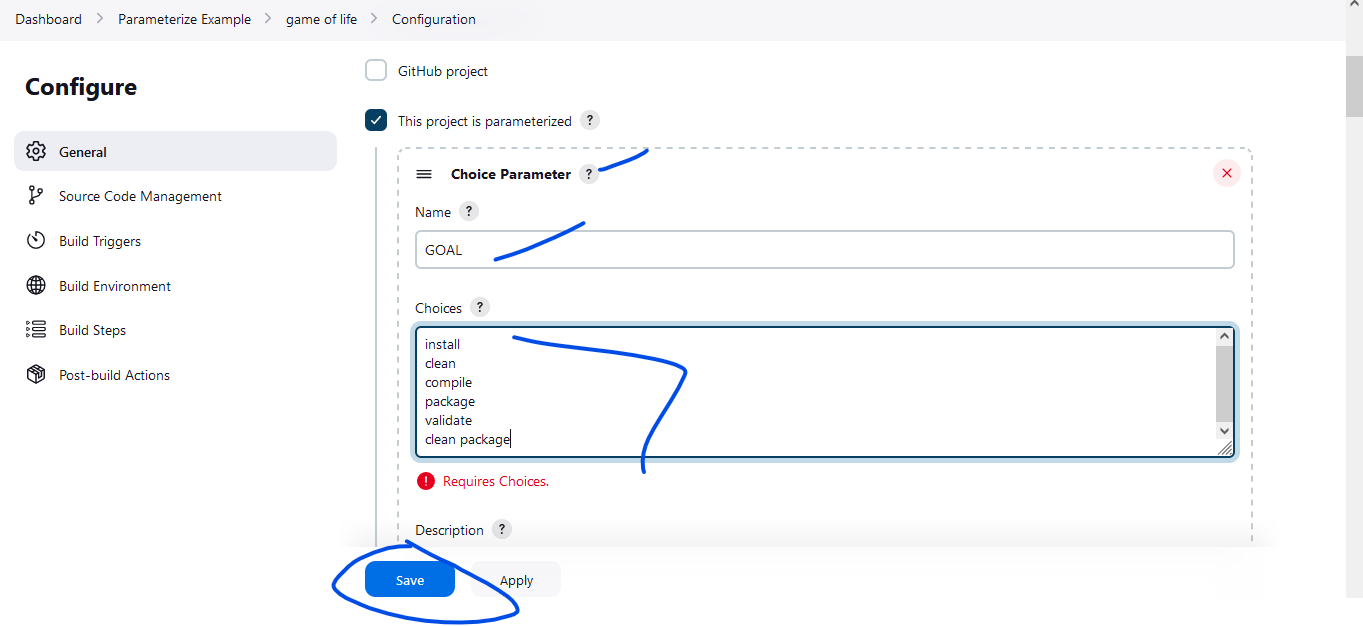 Dashboard > Parameterize Example > game of life > Configuration
Configure
General
Source Code Management
Build Triggers
Build Environment
Build Steps
Post-build Actions
GitHub project
This project is parameterized ?
Choice Parameter ?
Name ?
GOAL
Choices ?
install
clean
compile
package
validate
clean package
! Requires Choices.
Description ?
Save Apply